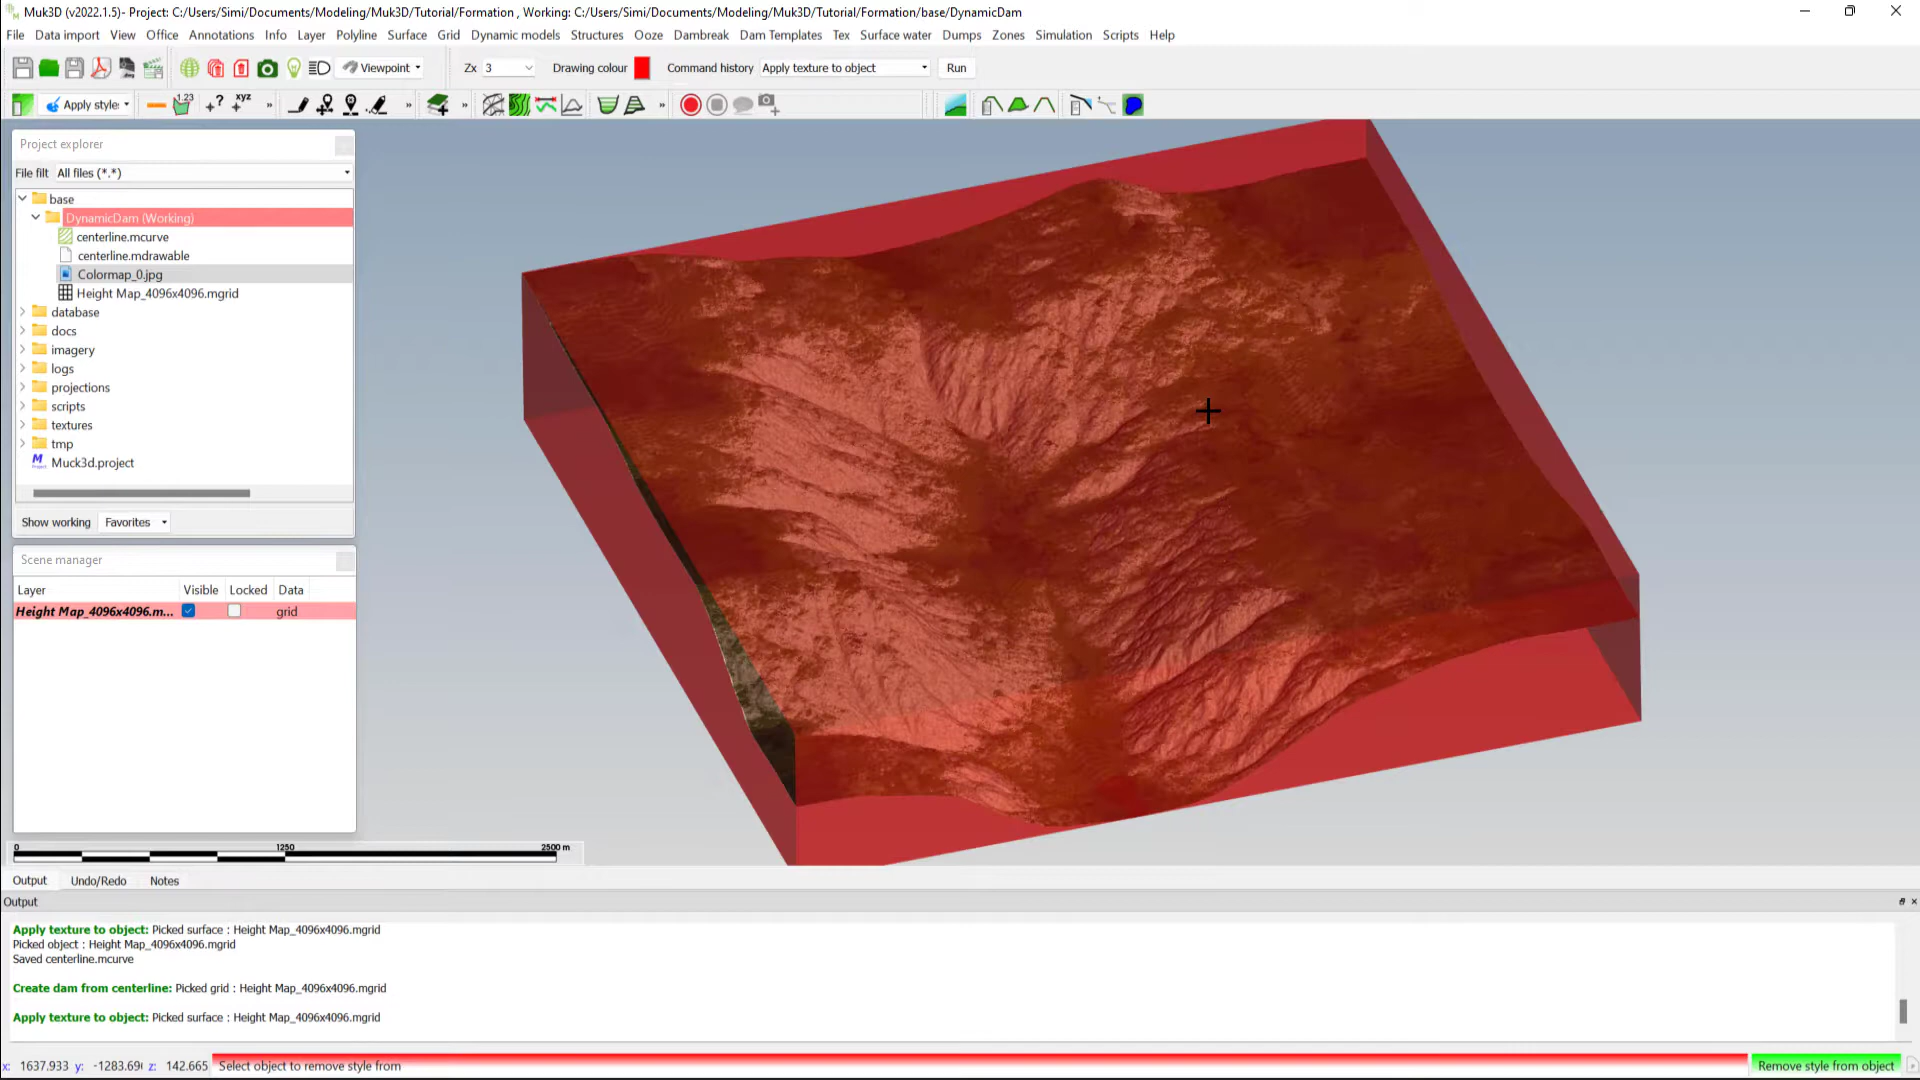 Muk3D (v2022.1.5)- Project: C:/Users/Simi/Documents/Modeling/Muk3D/Tutorial/Formation , Working: C:/Users/Simi/Documents/Modeling/Muk3D/Tutorial/Formation/base/DynamicDam
File Data import View Office Annotations Info Layer Polyline Surface Grid Dynamic models Structures Ooze Dambreak Dam Templates Tex Surface water Dumps Zones Simulation Scripts Help
Viewpoint Zx 3 Drawing colour Command history Apply texture to object Run
Apply style: 1.23 ? xyz » » » »
Project explorer
File filt All files (*.*)
base
DynamicDam (Working)
centerline.mcurve
centerline.mdrawable
Colormap_0.jpg
Height Map_4096x4096.mgrid
database
docs
imagery
logs
projections
scripts
textures
tmp
Muck3d.project
Show working Favorites
Scene manager
Layer Visible Locked Data
Height Map_4096x4096.m... grid
0 1250 2500 m
Output Undo/Redo Notes
Output
Apply texture to object: Picked surface : Height Map_4096x4096.mgrid
Picked object : Height Map_4096x4096.mgrid
Saved centerline.mcurve
Create dam from centerline: Picked grid : Height Map_4096x4096.mgrid
Apply texture to object: Picked surface : Height Map_4096x4096.mgrid
x: 1637.933 y: z: 142.665 Select object to remove style from Remove style from object